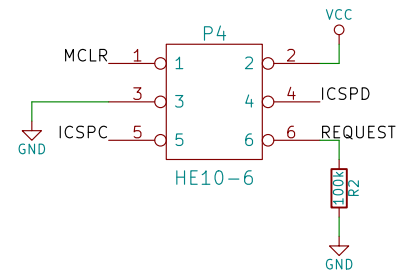 VCC
P4
MCLR 1 1 2 2
3 3 4 4 ICSPD
GND
ICSPC 5 5 6 6 REQUEST
HE10-6
100k R2
GND